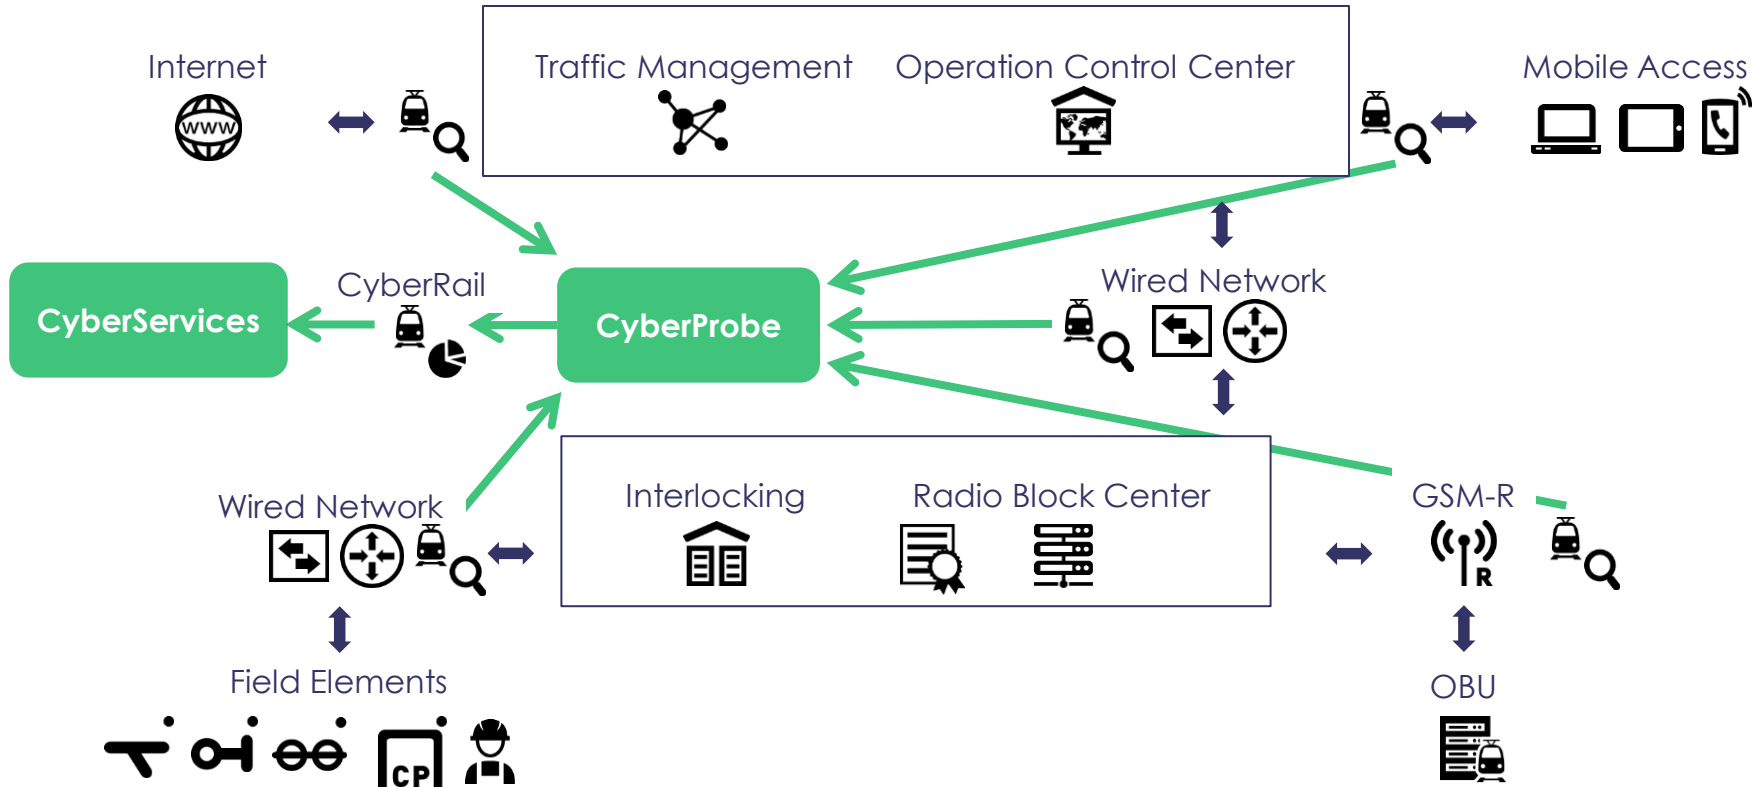 Internet
Traffic Management
Operation Control Center
Mobile Access
www
CyberRail
Wired Network
CyberServices
CyberProbe
Wired Network
Interlocking
Radio Block Center
GSM-R
R
Field Elements
OBU
CP